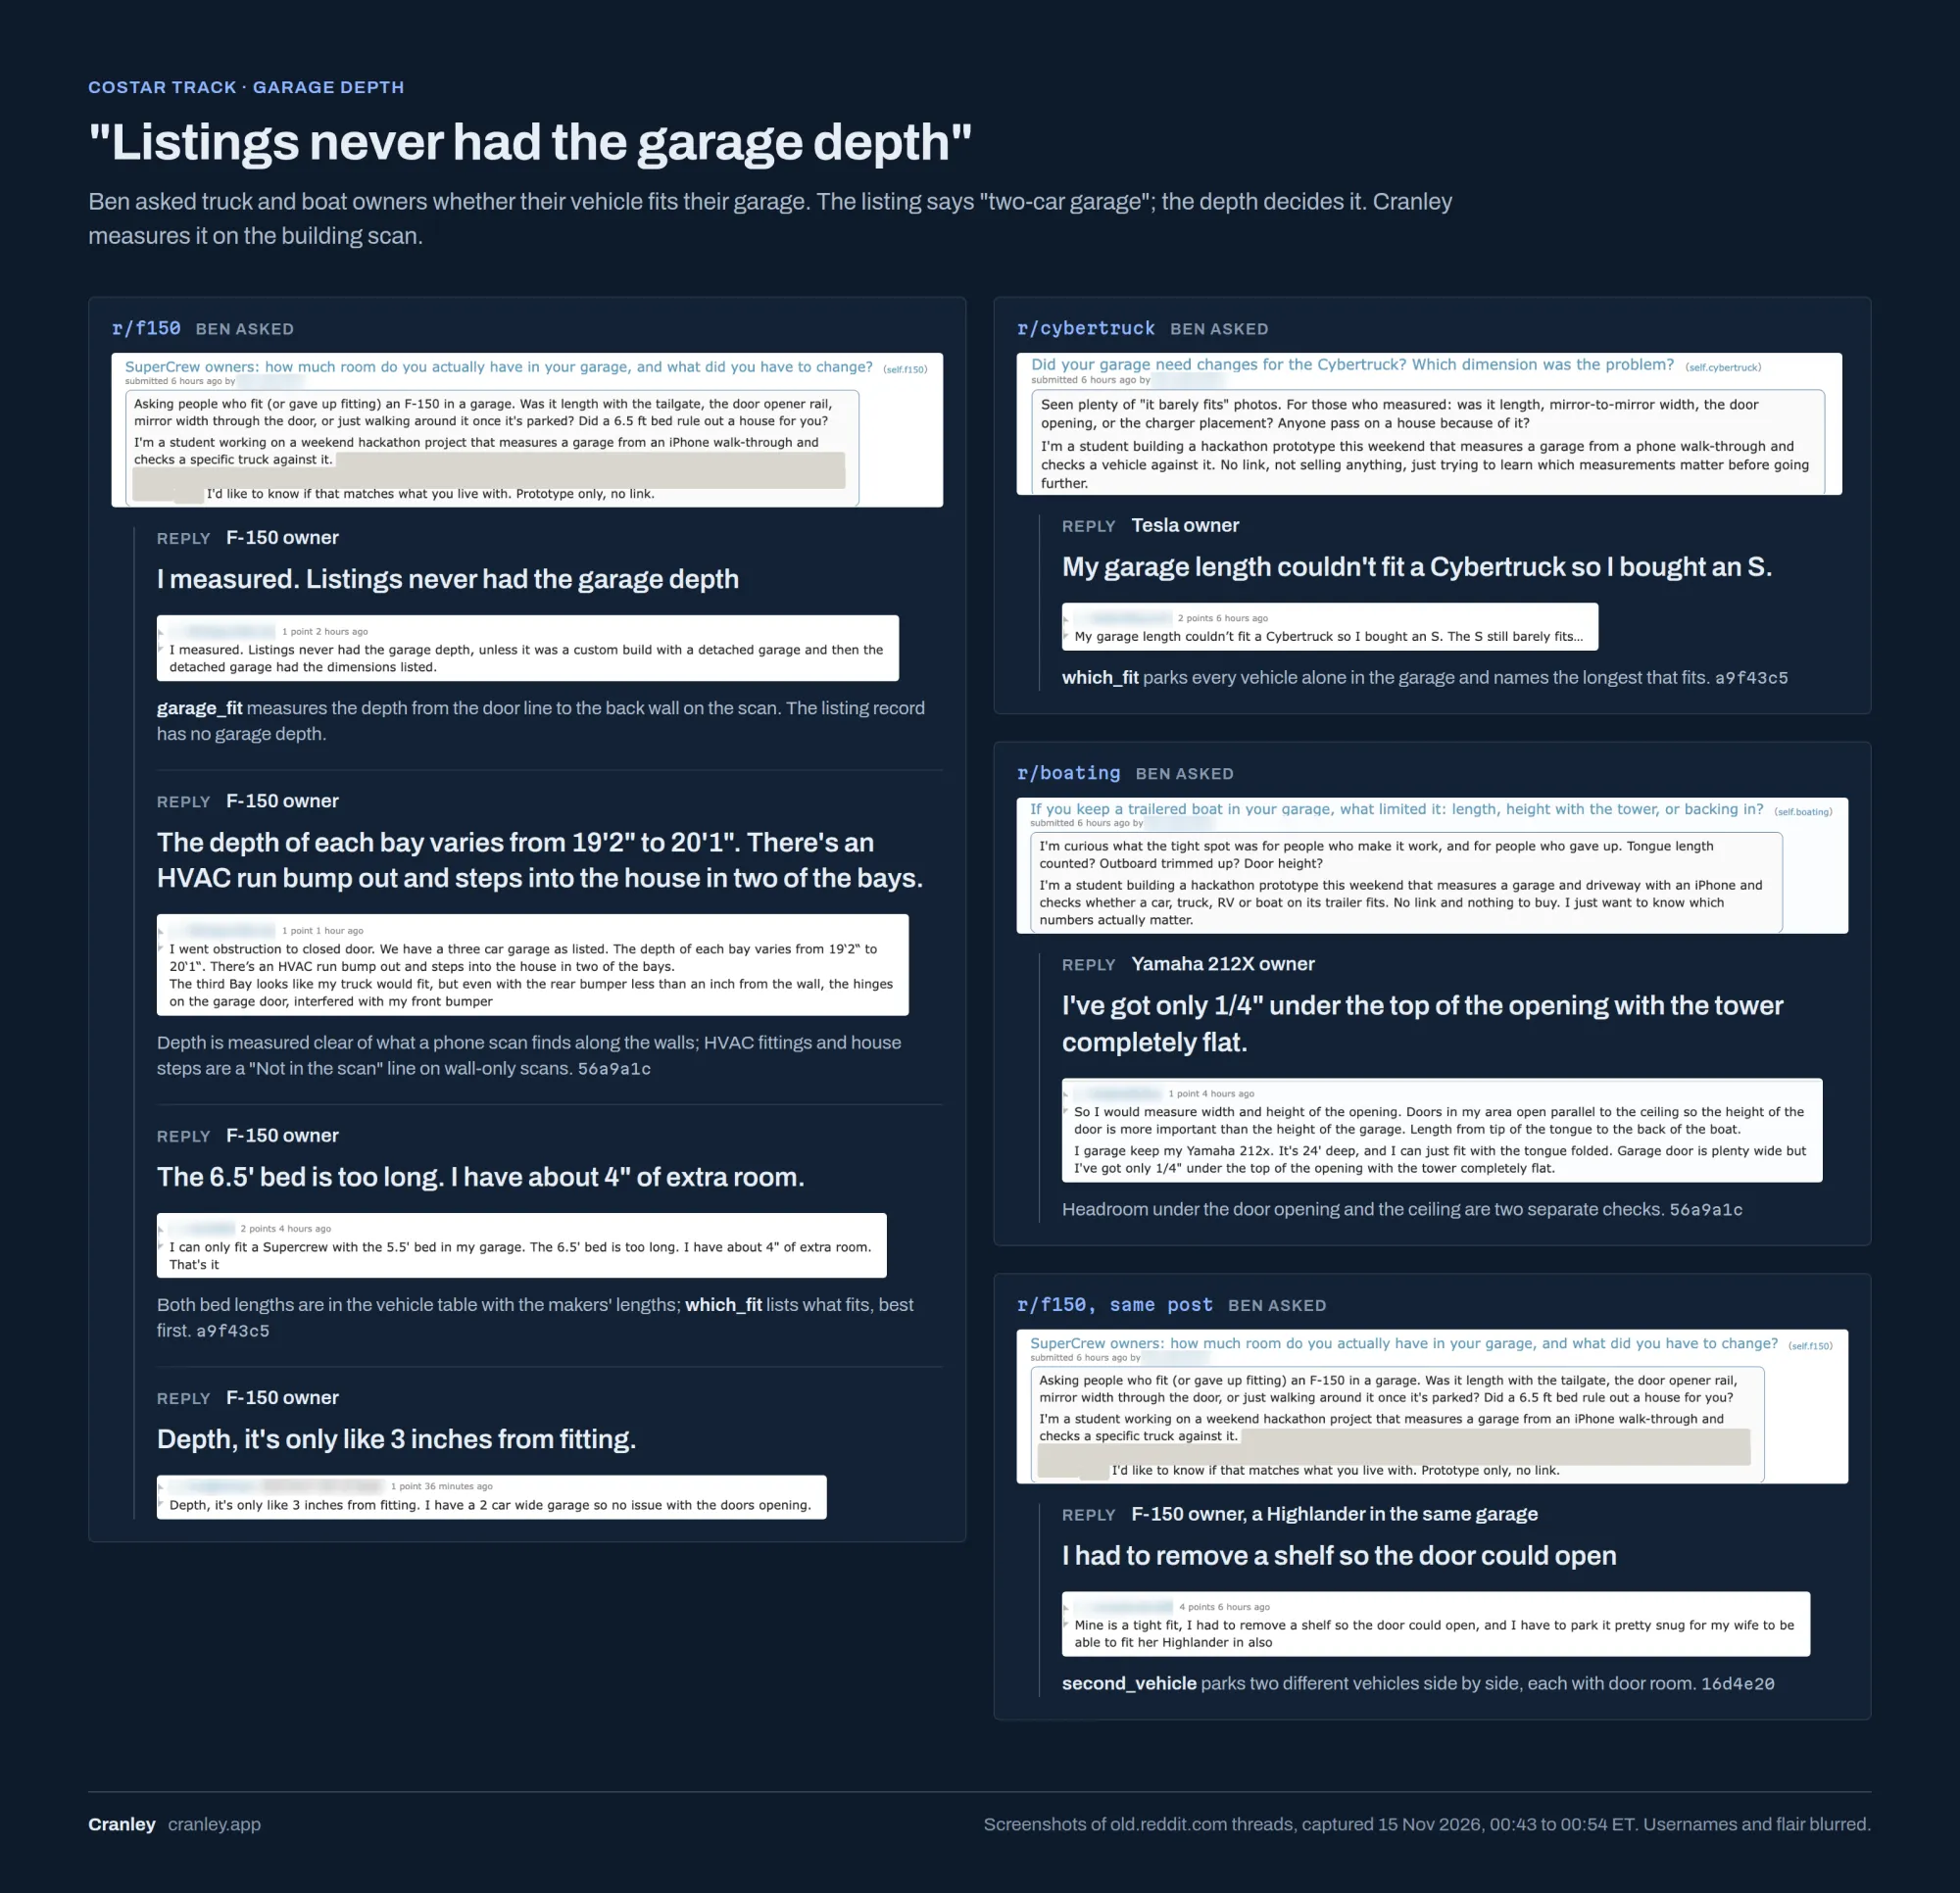 COSTAR TRACK · GARAGE DEPTH
"Listings never had the garage depth"
Ben asked truck and boat owners whether their vehicle fits their garage. The listing says "two-car garage"; the depth decides it. Cranley
measures it on the building scan.
r/f150 BEN ASKED
SuperCrew owners: how much room do you actually have in your garage, and what did you have to change? (self.f150)
submitted 6 hours ago by
Asking people who fit (or gave up fitting) an F-150 in a garage. Was it length with the tailgate, the door opener rail,
mirror width through the door, or just walking around it once it's parked? Did a 6.5 ft bed rule out a house for you?
I'm a student working on a weekend hackathon project that measures a garage from an iPhone walk-through and
checks a specific truck against it.
I'd like to know if that matches what you live with. Prototype only, no link.
REPLY F-150 owner
I measured. Listings never had the garage depth
1 point 2 hours ago
I measured. Listings never had the garage depth, unless it was a custom build with a detached garage and then the
detached garage had the dimensions listed.
garage_fit measures the depth from the door line to the back wall on the scan. The listing record
has no garage depth.
REPLY F-150 owner
The depth of each bay varies from 19'2" to 20'1". There's an
HVAC run bump out and steps into the house in two of the bays.
1 point 1 hour ago
I went obstruction to closed door. We have a three car garage as listed. The depth of each bay varies from 19‘2“ to
20‘1“. There’s an HVAC run bump out and steps into the house in two of the bays.
The third Bay looks like my truck would fit, but even with the rear bumper less than an inch from the wall, the hinges
on the garage door, interfered with my front bumper
Depth is measured clear of what a phone scan finds along the walls; HVAC fittings and house
steps are a "Not in the scan" line on wall-only scans. 56a9a1c
REPLY F-150 owner
The 6.5' bed is too long. I have about 4" of extra room.
2 points 4 hours ago
I can only fit a Supercrew with the 5.5' bed in my garage. The 6.5' bed is too long. I have about 4" of extra room.
That's it
Both bed lengths are in the vehicle table with the makers' lengths; which_fit lists what fits, best
first. a9f43c5
REPLY F-150 owner
Depth, it's only like 3 inches from fitting.
1 point 36 minutes ago
Depth, it's only like 3 inches from fitting. I have a 2 car wide garage so no issue with the doors opening.
r/cybertruck BEN ASKED
Did your garage need changes for the Cybertruck? Which dimension was the problem? (self.cybertruck)
submitted 6 hours ago by
Seen plenty of "it barely fits" photos. For those who measured: was it length, mirror-to-mirror width, the door
opening, or the charger placement? Anyone pass on a house because of it?
I'm a student building a hackathon prototype this weekend that measures a garage from a phone walk-through and
checks a vehicle against it. No link, not selling anything, just trying to learn which measurements matter before going
further.
REPLY Tesla owner
My garage length couldn't fit a Cybertruck so I bought an S.
2 points 6 hours ago
My garage length couldn’t fit a Cybertruck so I bought an S. The S still barely fits...
which_fit parks every vehicle alone in the garage and names the longest that fits. a9f43c5
r/boating BEN ASKED
If you keep a trailered boat in your garage, what limited it: length, height with the tower, or backing in? (self.boating)
submitted 6 hours ago by
I'm curious what the tight spot was for people who make it work, and for people who gave up. Tongue length
counted? Outboard trimmed up? Door height?
I'm a student building a hackathon prototype this weekend that measures a garage and driveway with an iPhone and
checks whether a car, truck, RV or boat on its trailer fits. No link and nothing to buy. I just want to know which
numbers actually matter.
REPLY Yamaha 212X owner
I've got only 1/4" under the top of the opening with the tower
completely flat.
1 point 4 hours ago
So I would measure width and height of the opening. Doors in my area open parallel to the ceiling so the height of the
door is more important than the height of the garage. Length from tip of the tongue to the back of the boat.
I garage keep my Yamaha 212x. It's 24' deep, and I can just fit with the tongue folded. Garage door is plenty wide but
I've got only 1/4" under the top of the opening with the tower completely flat.
Headroom under the door opening and the ceiling are two separate checks. 56a9a1c
r/f150, same post BEN ASKED
SuperCrew owners: how much room do you actually have in your garage, and what did you have to change? (self.f150)
submitted 6 hours ago by
Asking people who fit (or gave up fitting) an F-150 in a garage. Was it length with the tailgate, the door opener rail,
mirror width through the door, or just walking around it once it's parked? Did a 6.5 ft bed rule out a house for you?
I'm a student working on a weekend hackathon project that measures a garage from an iPhone walk-through and
checks a specific truck against it.
I'd like to know if that matches what you live with. Prototype only, no link.
REPLY F-150 owner, a Highlander in the same garage
I had to remove a shelf so the door could open
4 points 6 hours ago
Mine is a tight fit, I had to remove a shelf so the door could open, and I have to park it pretty snug for my wife to be
able to fit her Highlander in also
second_vehicle parks two different vehicles side by side, each with door room. 16d4e20
Cranley cranley.app
Screenshots of old.reddit.com threads, captured 15 Nov 2026, 00:43 to 00:54 ET. Usernames and flair blurred.